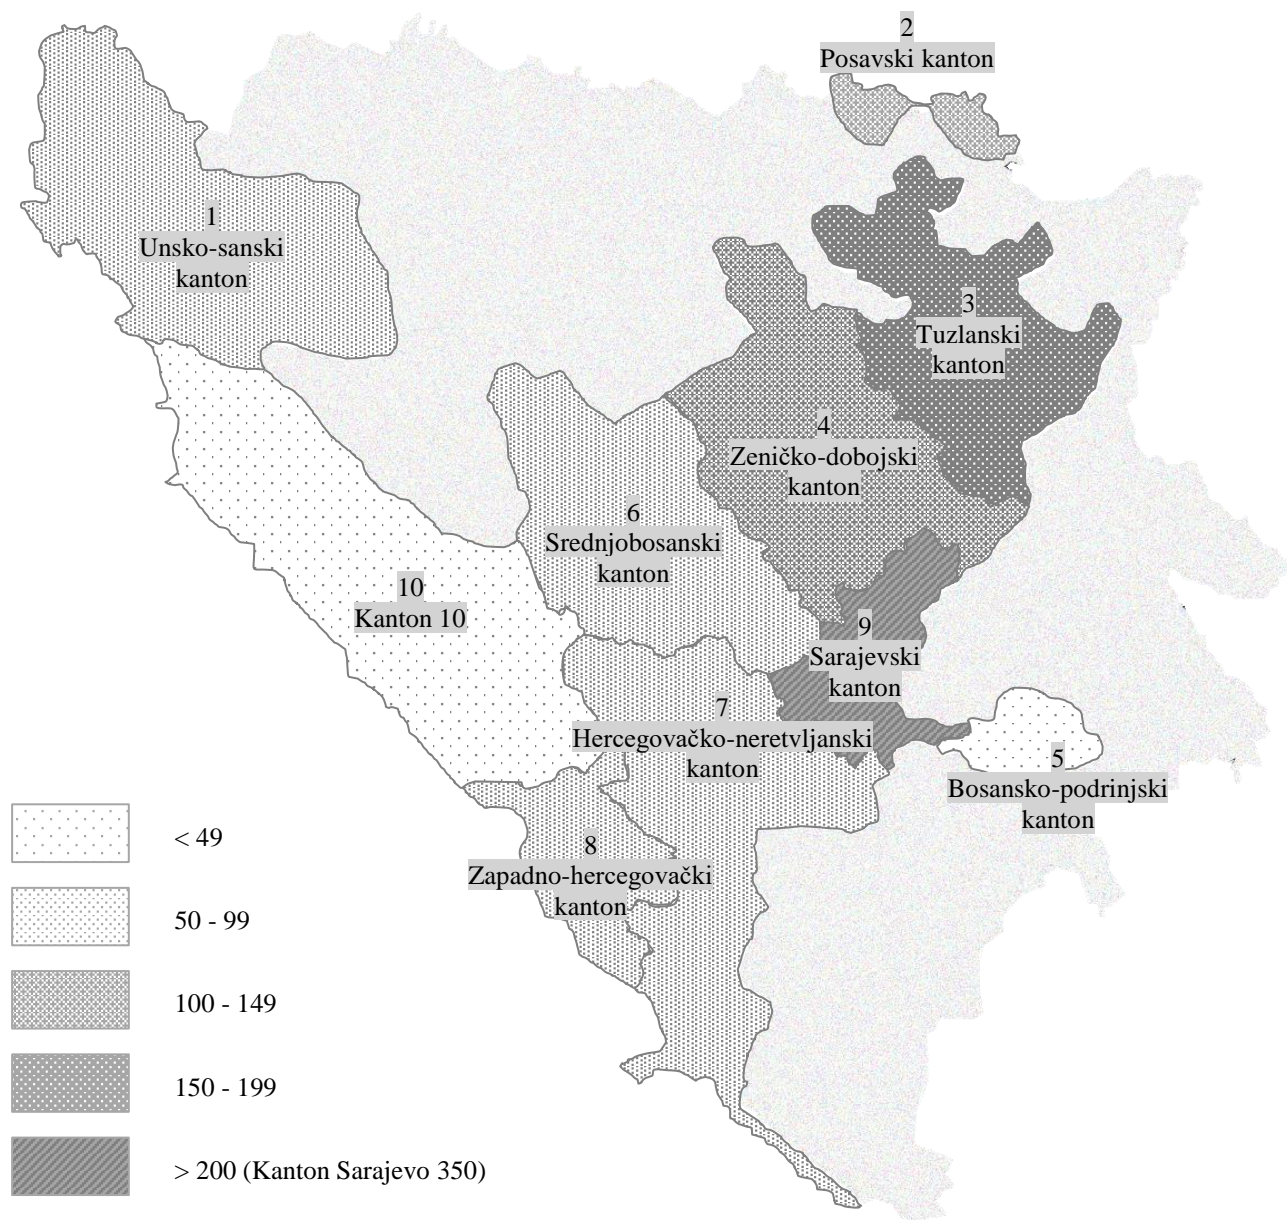 2
Posavski kanton
1
Unsko-sanski
kanton
3
Tuzlanski
kanton
4
Zeničko-dobojski
kanton
6
Srednjobosanski
kanton
10
Kanton 10
9
Sarajevski
kanton
7
Hercegovačko-neretvljanski
kanton
5
Bosansko-podrinjski
kanton
8
Zapadno-hercegovački
kanton
< 49
50 - 99
100 - 149
150 - 199
> 200 (Kanton Sarajevo 350)